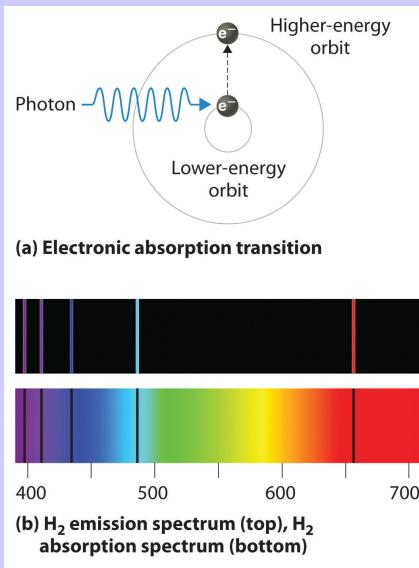 Higher-energy
orbit
e⁻
Photon
e⁻
Lower-energy
orbit
(a) Electronic absorption transition
400 500 600 700
(b) H₂ emission spectrum (top), H₂
absorption spectrum (bottom)